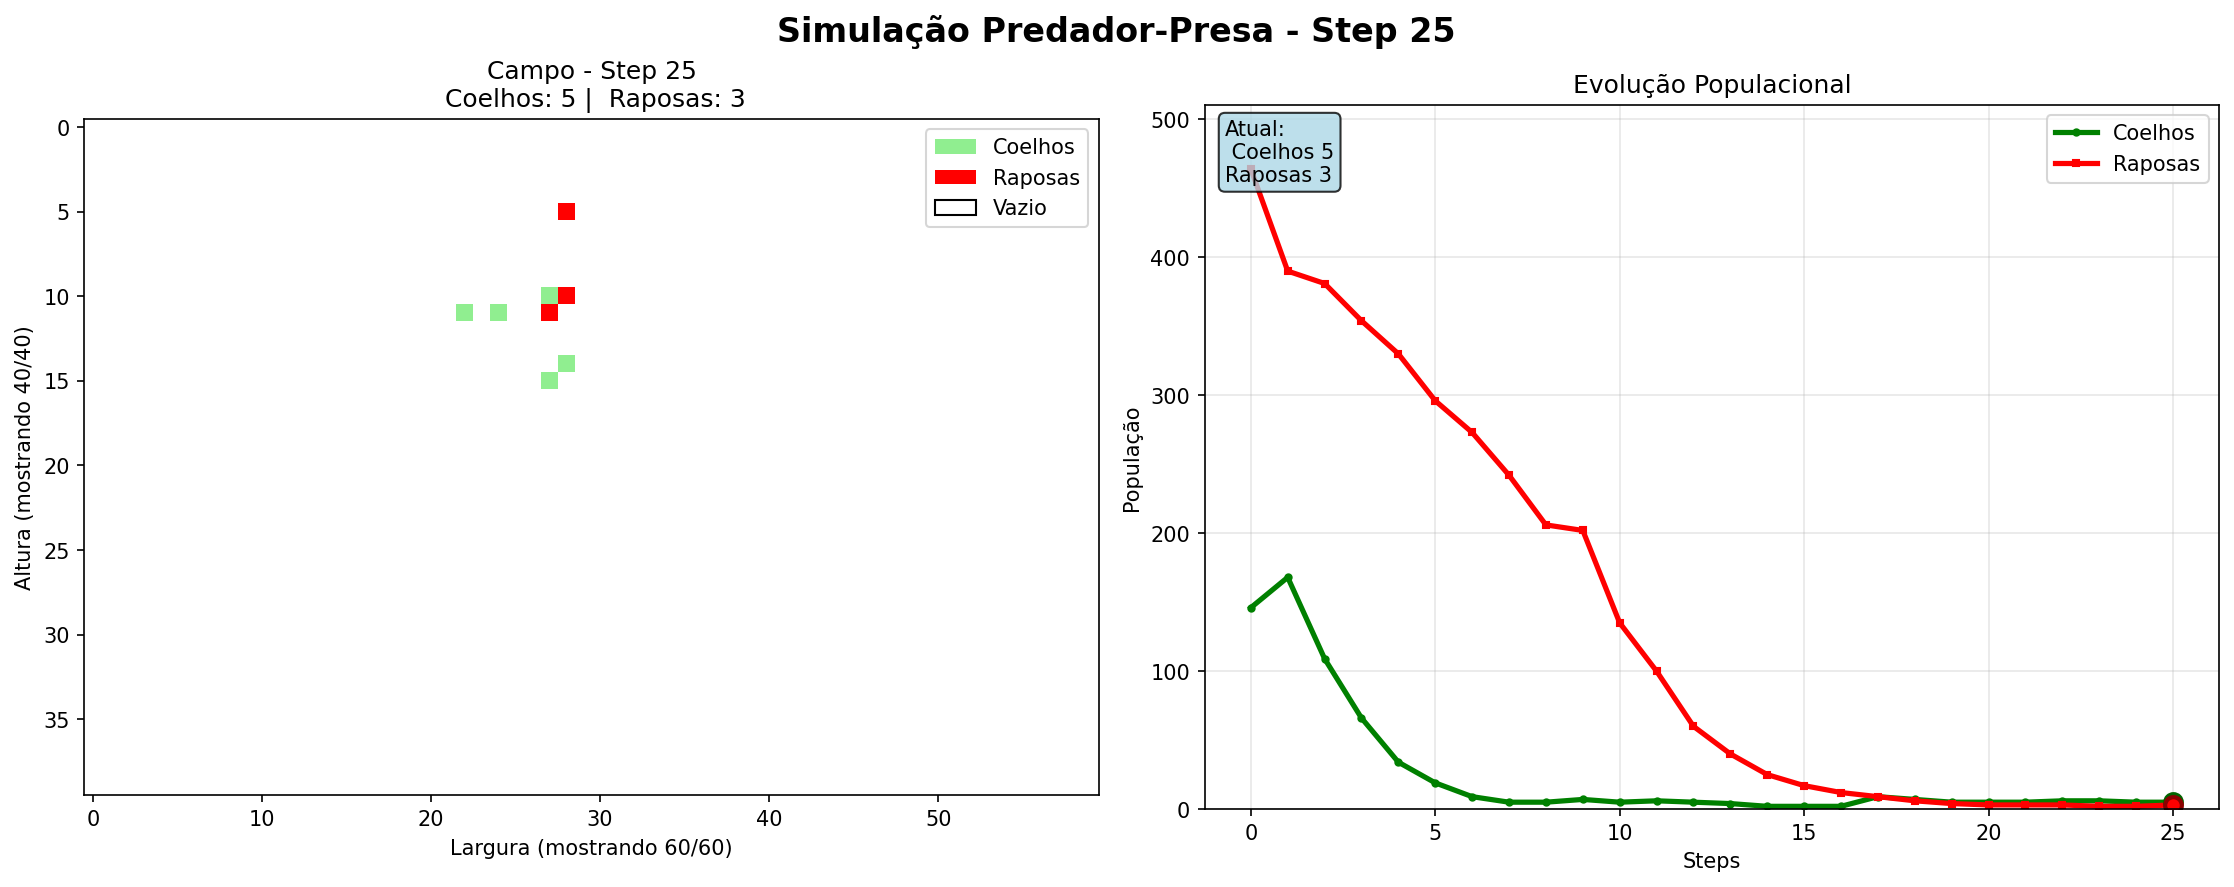 Simulação Predador-Presa - Step 25
Campo - Step 25
Coelhos: 5 |  Raposas: 3
Coelhos
Raposas
Vazio
0
5
10
15
20
25
30
35
Altura (mostrando 40/40)
0
10
20
30
40
50
Largura (mostrando 60/60)
Evolução Populacional
Atual:
Coelhos 5
Raposas 3
Coelhos
Raposas
500
400
300
200
100
0
População
0
5
10
15
20
25
Steps